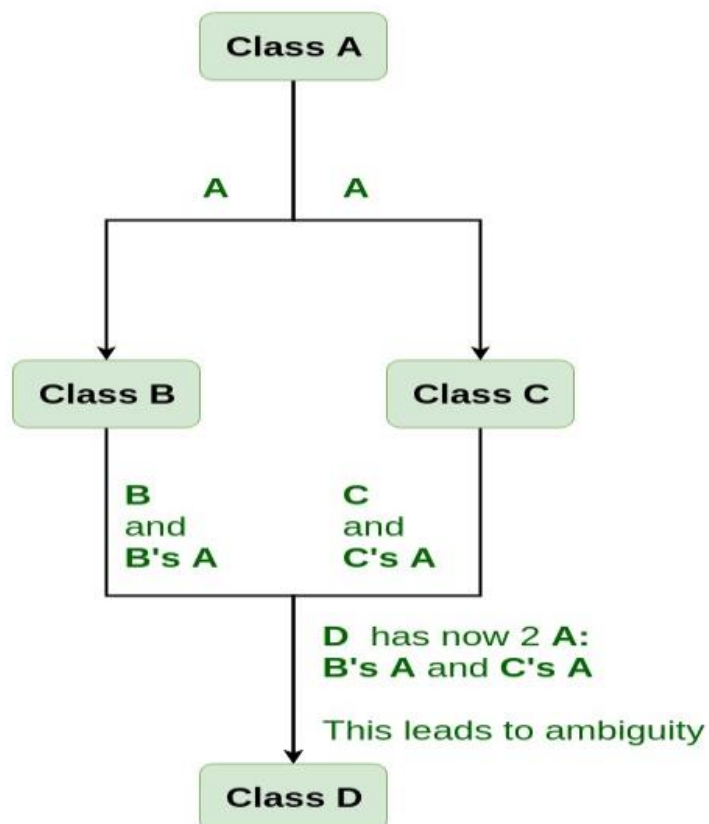 Class A
A A
Class B
Class C
B
and
B's A
C
and
C's A
D has now 2 A:
B's A and C's A
This leads to ambiguity
Class D